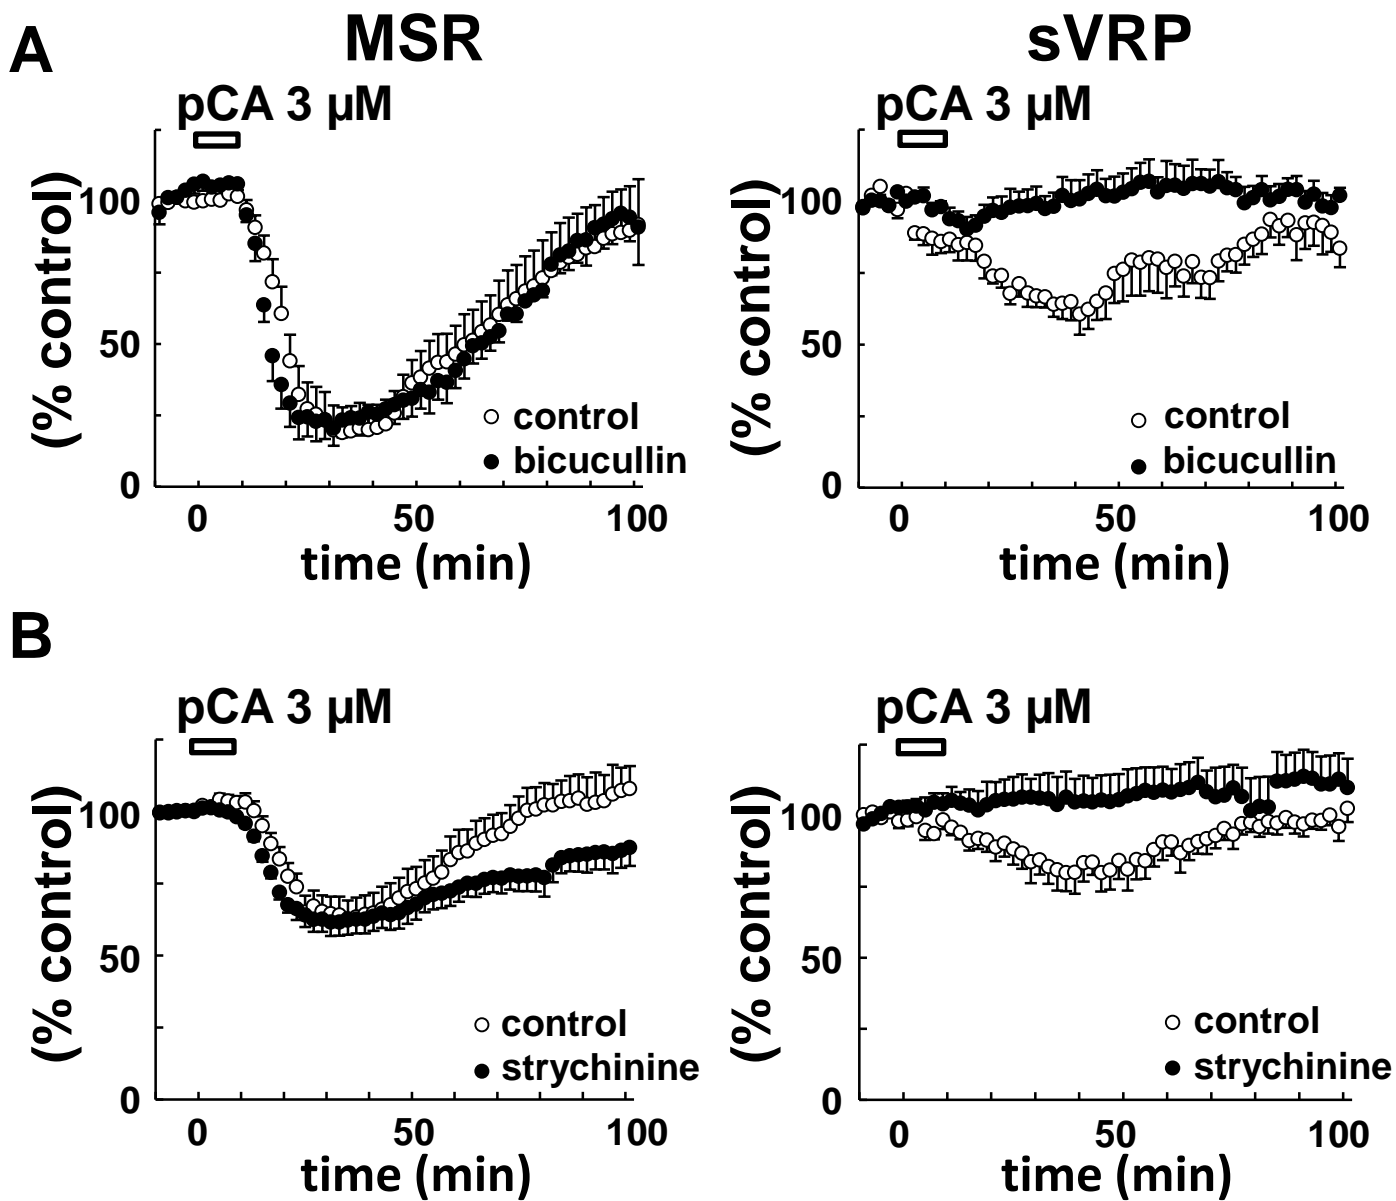 A
MSR
sVRP
pCA 3 µM
pCA 3 µM
(% control)
100
50
0
control
bicucullin
0
50
100
time (min)
(% control)
100
50
0
control
bicucullin
0
50
100
time (min)
B
pCA 3 µM
pCA 3 µM
(% control)
100
50
0
control
strychinine
0
50
100
time (min)
(% control)
100
50
0
control
strychinine
0
50
100
time (min)